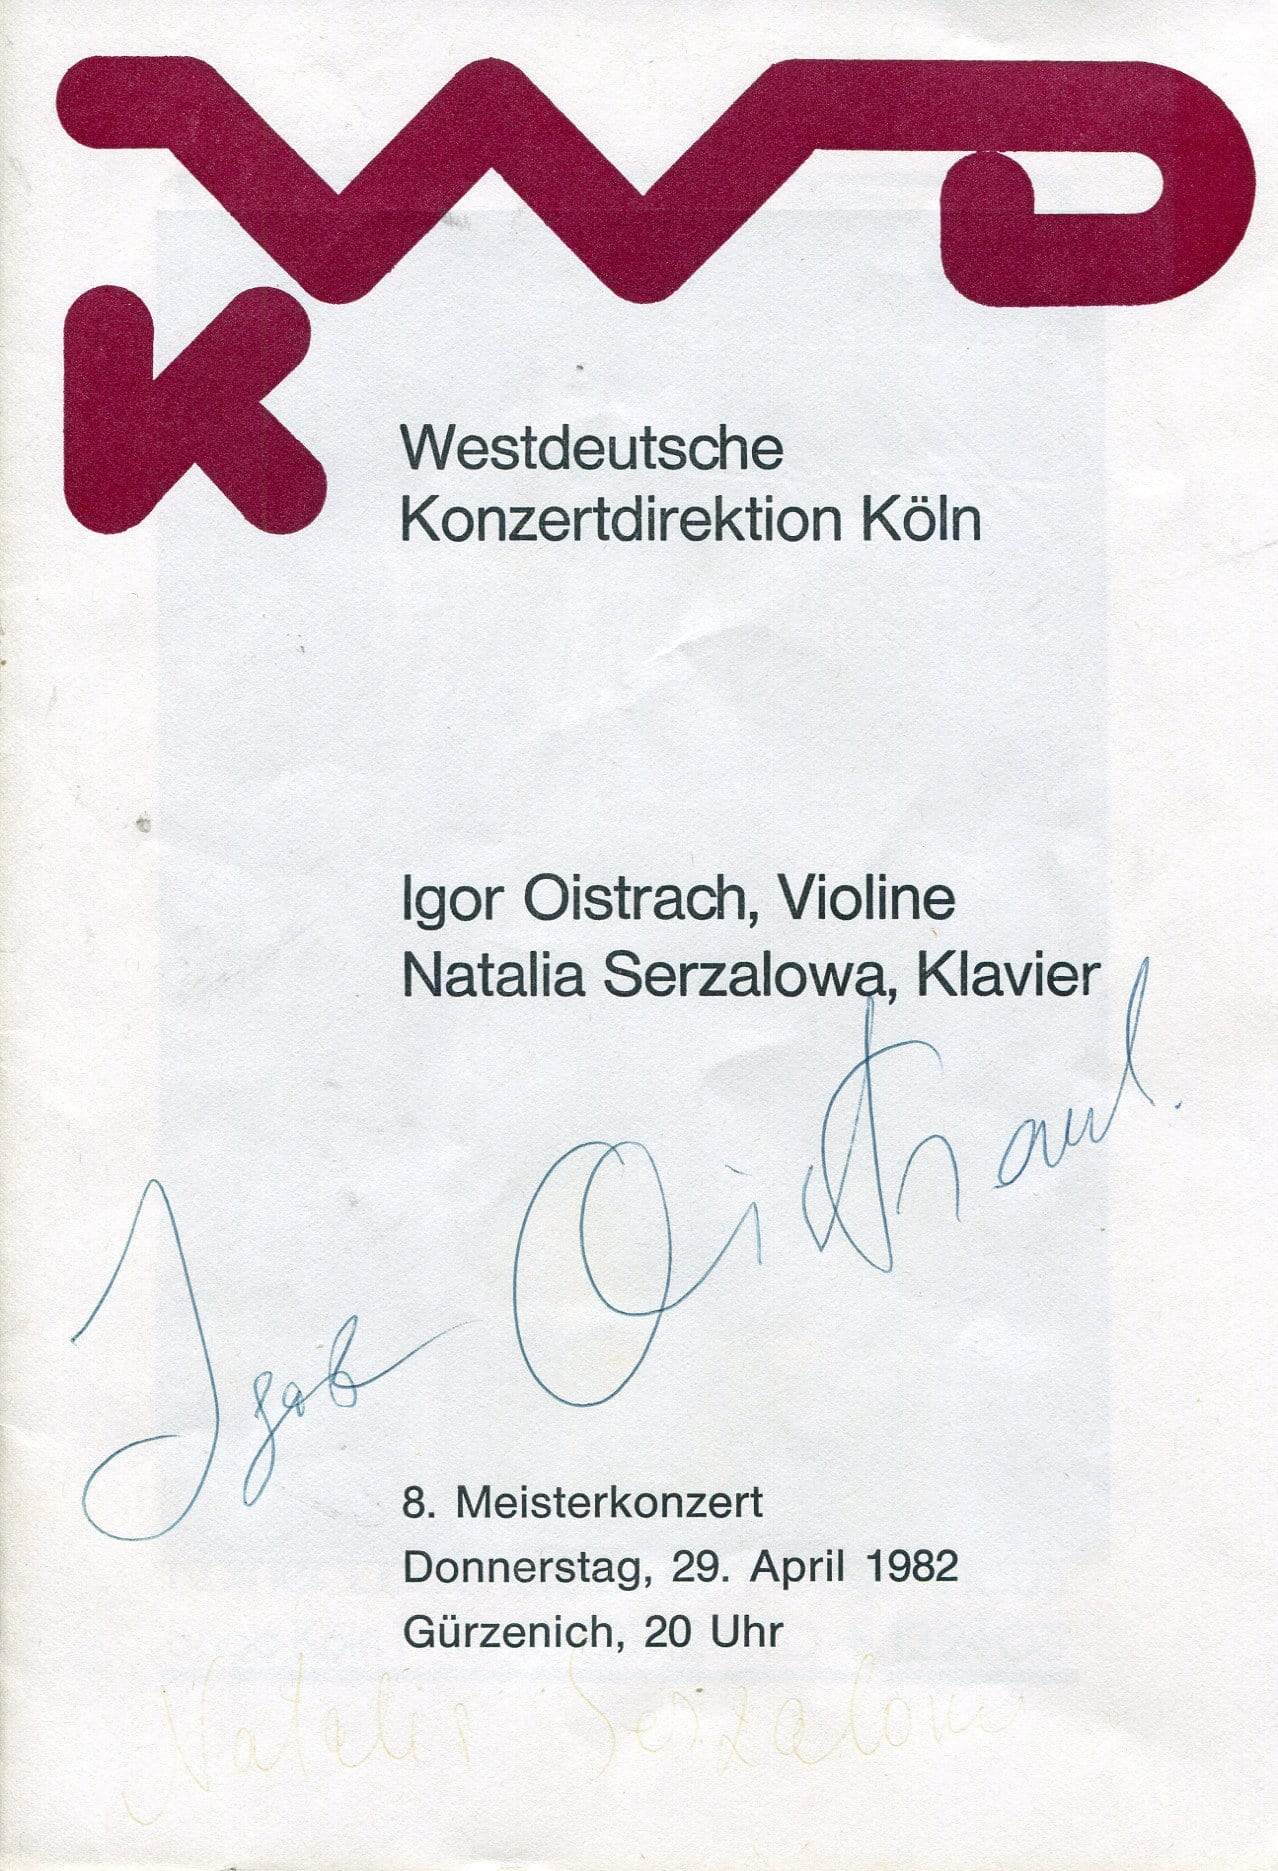 WD
K
Westdeutsche
Konzertdirektion Köln
Igor Oistrach, Violine
Natalia Serzalowa, Klavier
Igor Oistrach.
8. Meisterkonzert
Donnerstag, 29. April 1982
Gürzenich, 20 Uhr
Natalia Serzalowa